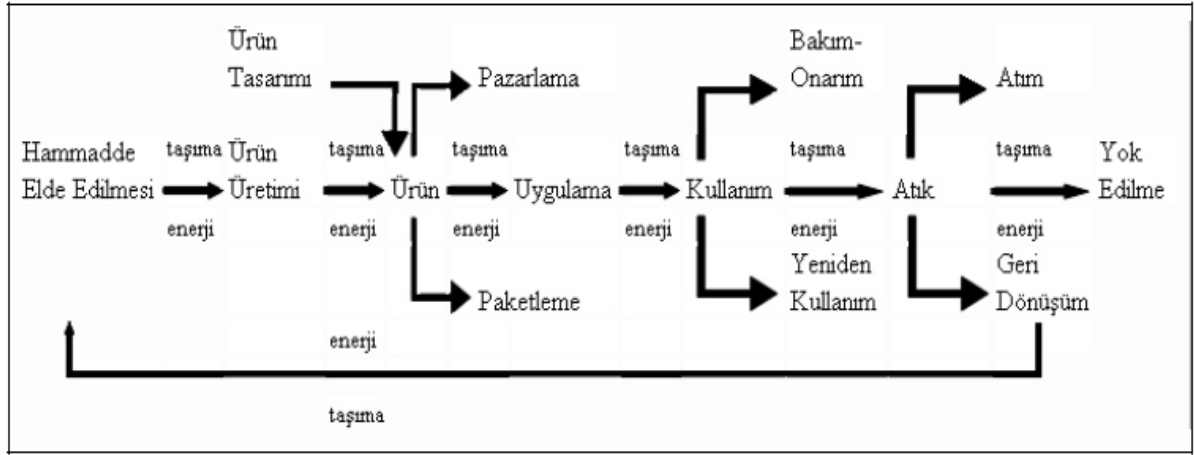 Ürün
Tasarımı
Pazarlama
Bakım-
Onarım
Atım
Hammadde
Elde Edilmesi
taşıma
enerji
Ürün
Üretimi
taşıma
enerji
Ürün
taşıma
enerji
Uygulama
taşıma
enerji
Kullanım
taşıma
enerji
Atık
taşıma
enerji
Yok
Edilme
Paketleme
Yeniden
Kullanım
Geri
Dönüşüm
enerji
taşıma